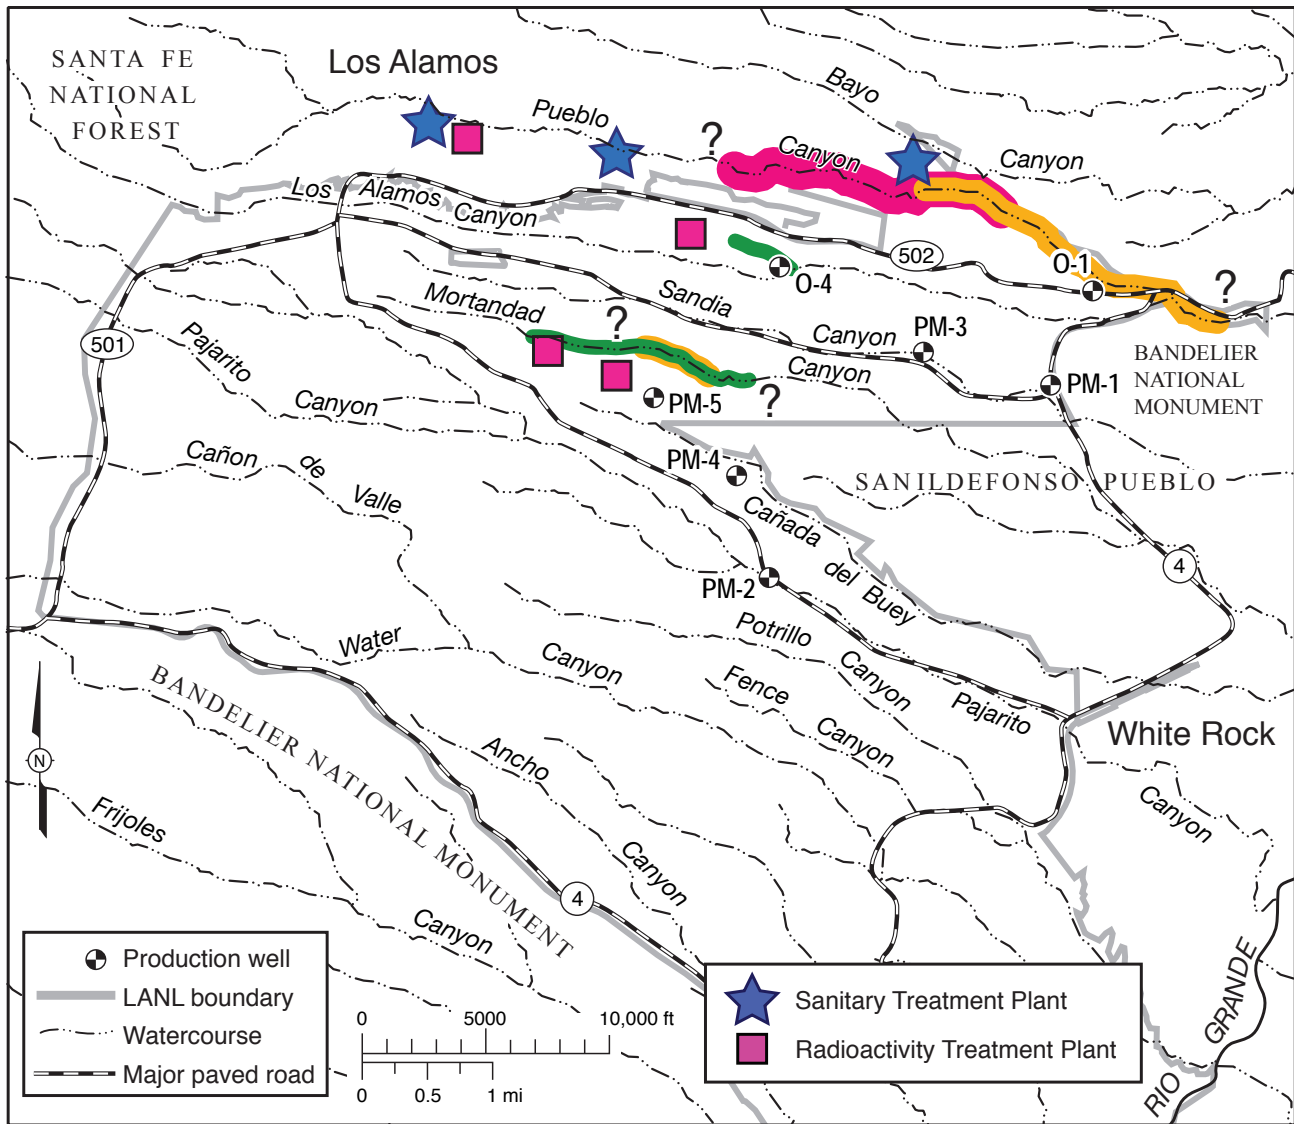 SANTA FE
NATIONAL
FOREST
Los Alamos
Pueblo
?
Canyon
Bayo
Canyon
Los Alamos Canyon
502
O-1
?
O-4
Sandia
Canyon
PM-3
Mortandad
?
Canyon
?
PM-5
PM-1
BANDELIER
NATIONAL
MONUMENT
501
Pajarito
Canyon
Cañon de Valle
PM-4
SANILDEFONSO PUEBLO
Cañada del Buey
PM-2
4
Water
Canyon
Potrillo
Canyon
Fence
Canyon
Pajarito
White Rock
Canyon
BANDELIER NATIONAL MONUMENT
N
Ancho
Canyon
Frijoles
Canyon
4
RIO GRANDE
Production well
LANL boundary
Watercourse
Major paved road
0 5000 10,000 ft
0 0.5 1 mi
Sanitary Treatment Plant
Radioactivity Treatment Plant